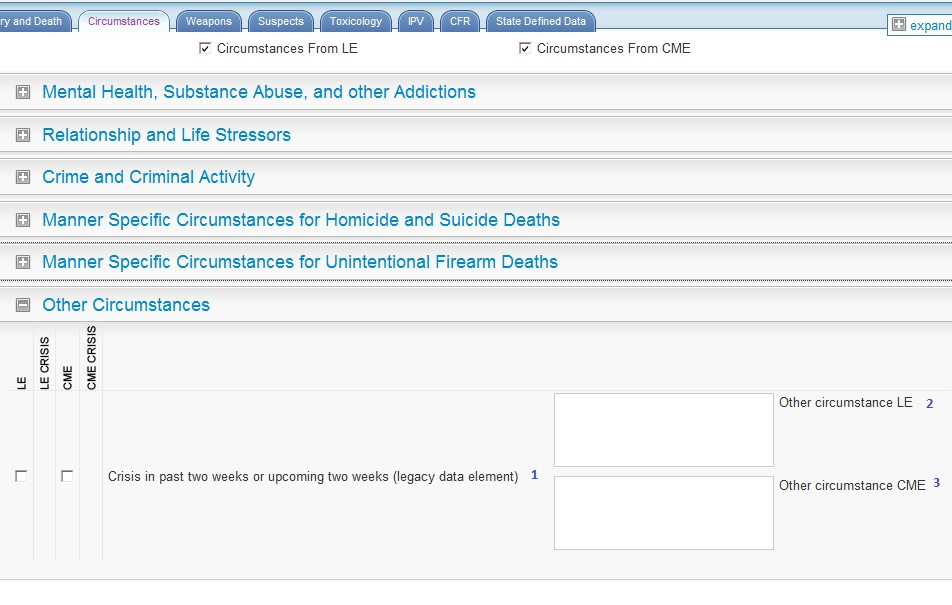 ry and Death Circumstances Weapons Suspects Toxicology IPV CFR State Defined Data expand
Circumstances From LE Circumstances From CME
Mental Health, Substance Abuse, and other Addictions
Relationship and Life Stressors
Crime and Criminal Activity
Manner Specific Circumstances for Homicide and Suicide Deaths
Manner Specific Circumstances for Unintentional Firearm Deaths
Other Circumstances
LE
LE CRISIS
CME
CME CRISIS
Other circumstance LE 2
Crisis in past two weeks or upcoming two weeks (legacy data element) 1
Other circumstance CME 3